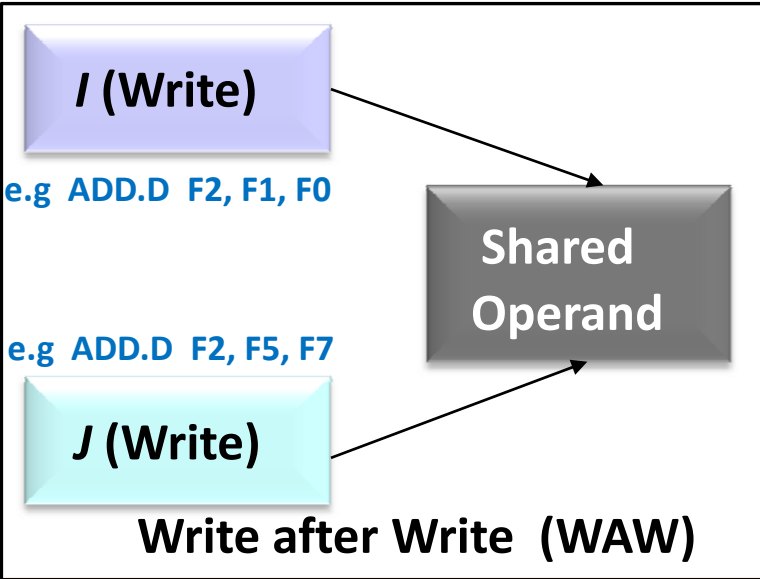 I (Write)
e.g ADD.D F2, F1, F0
Shared
Operand
e.g ADD.D F2, F5, F7
J (Write)
Write after Write (WAW)